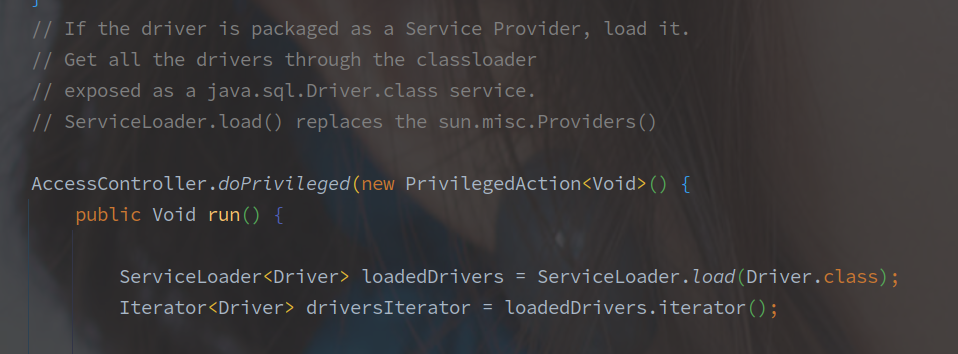 }
// If the driver is packaged as a Service Provider, load it.
// Get all the drivers through the classloader
// exposed as a java.sql.Driver.class service.
// ServiceLoader.load() replaces the sun.misc.Providers()
AccessController.doPrivileged(new PrivilegedAction<Void>() {
public Void run() {
ServiceLoader<Driver> loadedDrivers = ServiceLoader.load(Driver.class);
Iterator<Driver> driversIterator = loadedDrivers.iterator();